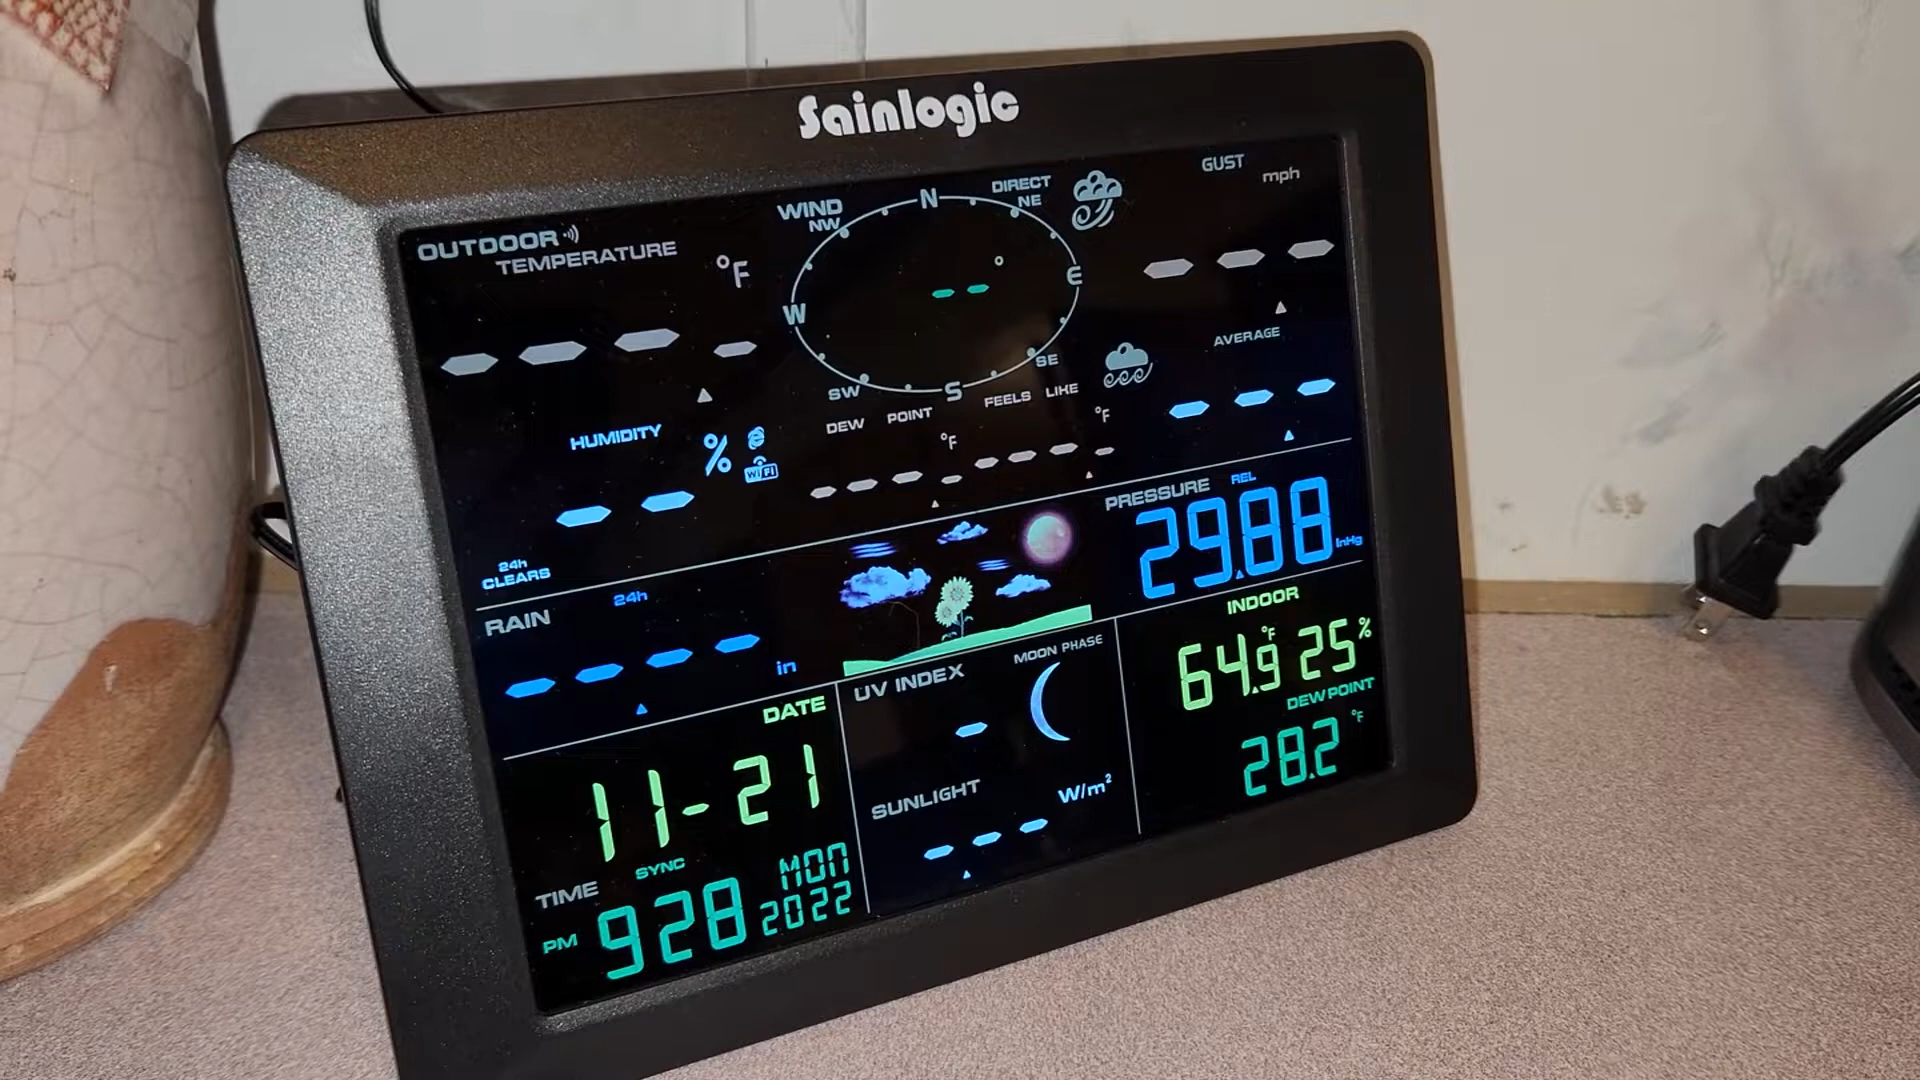 Sainlogic
OUTDOOR
TEMPERATURE
°F
-- -- -- -
WIND
N
NW
NE
DIRECT
W
E
-- °
SW
S
SE
GUST
mph
---
AVERAGE
---
HUMIDITY
%
WiFi
--
DEW POINT
°F
----
FEELS LIKE
°F
----
24h
CLEARS
RAIN
24h
----
in
PRESSURE
REL
29.88
inHg
INDOOR
64.9 °F 25 %
DEW POINT
28.2 °F
DATE
11-21
UV INDEX
-
MOON PHASE
SUNLIGHT
W/m²
---
TIME
SYNC
MON
PM 928 2022